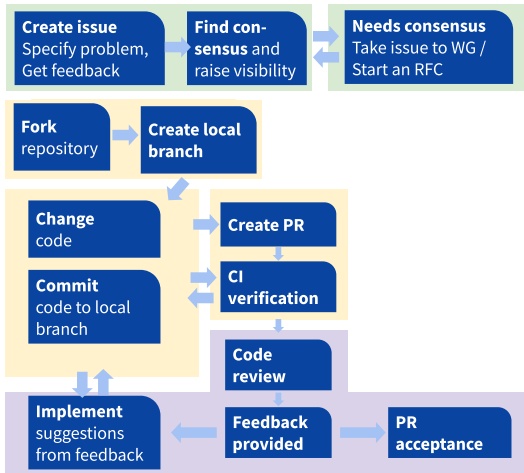 Create issue
Specify problem,
Get feedback
Find con-
sensus and
raise visibility
Needs consensus
Take issue to WG /
Start an RFC
Fork
repository
Create local
branch
Change
code
Create PR
Commit
code to local
branch
CI
verification
Code
review
Implement
suggestions
from feedback
Feedback
provided
PR
acceptance